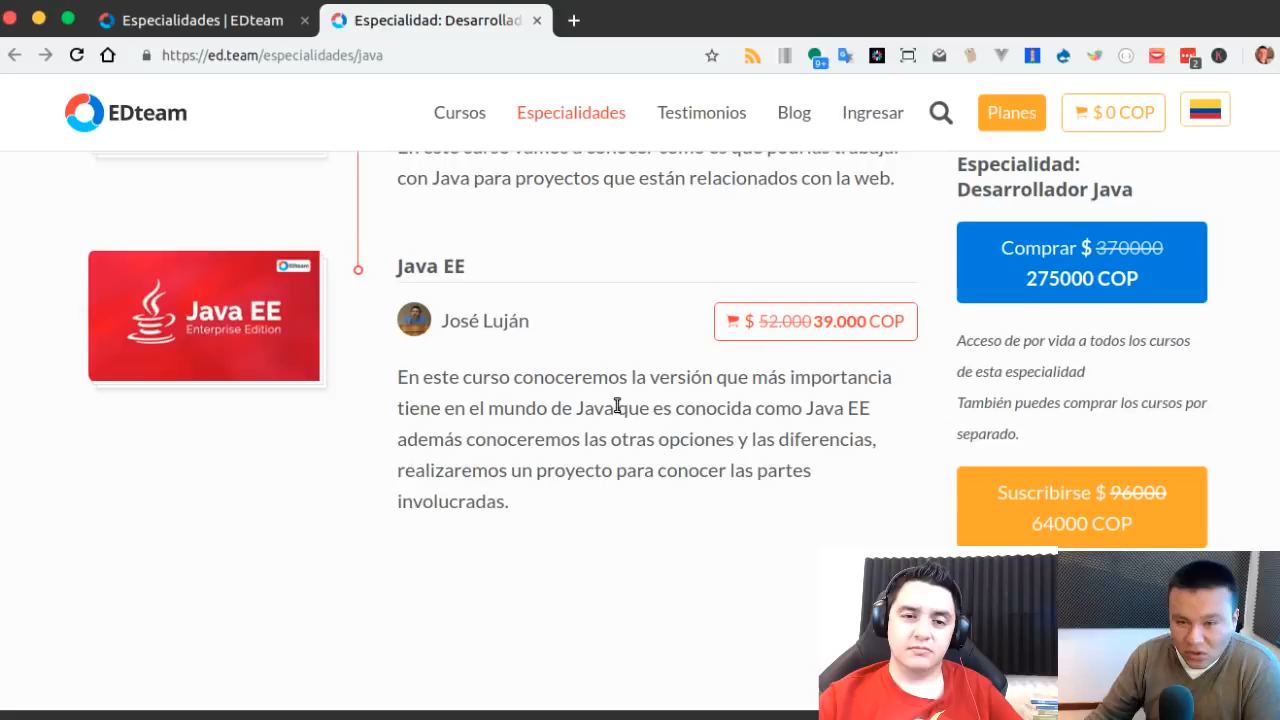 Especialidades | EDteam
Especialidad: Desarrollad
https://ed.team/especialidades/java
9+
2
EDteam
Cursos
Especialidades
Testimonios
Blog
Ingresar
Planes
$ 0 COP
En este curso vamos a conocer como es que podrías trabajar
con Java para proyectos que están relacionados con la web.
EDteam
Java EE
Enterprise Edition
Java EE
José Luján
$ 52.000 39.000 COP
En este curso conoceremos la versión que más importancia
tiene en el mundo de Java que es conocida como Java EE
además conoceremos las otras opciones y las diferencias,
realizaremos un proyecto para conocer las partes
involucradas.
Especialidad:
Desarrollador Java
Comprar $ 370000
275000 COP
Acceso de por vida a todos los cursos
de esta especialidad
También puedes comprar los cursos por
separado.
Suscribirse $ 96000
64000 COP